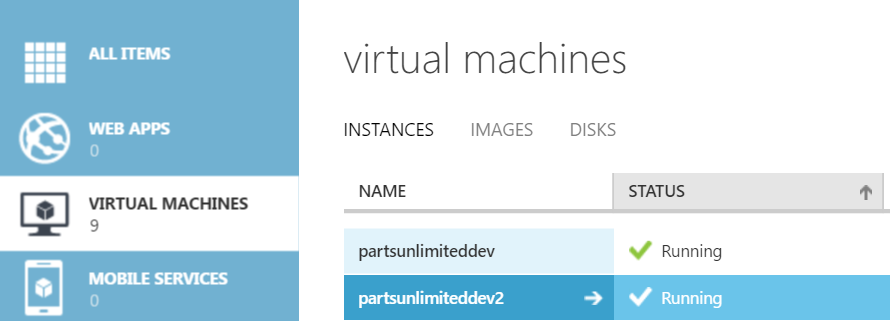 ALL ITEMS
WEB APPS
0
VIRTUAL MACHINES
9
MOBILE SERVICES
0
virtual machines
INSTANCES IMAGES DISKS
NAME STATUS
partsunlimiteddev Running
partsunlimiteddev2 Running